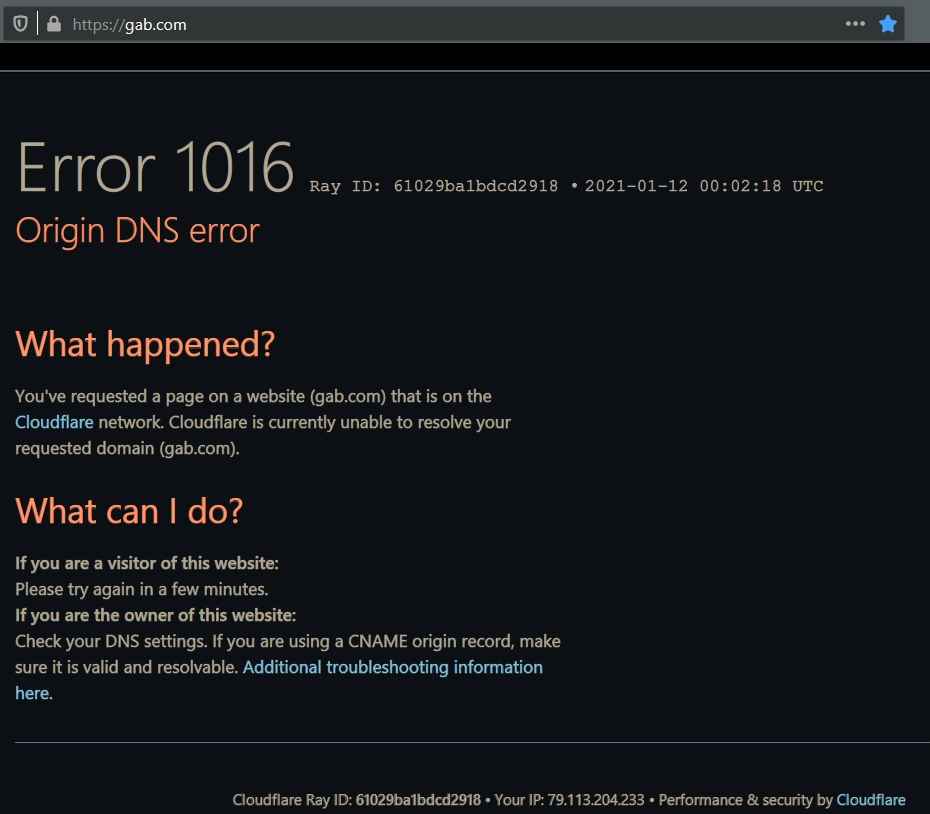 https://gab.com
Error 1016 Ray ID: 61029ba1bdcd2918 • 2021-01-12 00:02:18 UTC
Origin DNS error
What happened?
You've requested a page on a website (gab.com) that is on the
Cloudflare network. Cloudflare is currently unable to resolve your
requested domain (gab.com).
What can I do?
If you are a visitor of this website:
Please try again in a few minutes.
If you are the owner of this website:
Check your DNS settings. If you are using a CNAME origin record, make
sure it is valid and resolvable. Additional troubleshooting information
here.
Cloudflare Ray ID: 61029ba1bdcd2918 • Your IP: 79.113.204.233 • Performance & security by Cloudflare